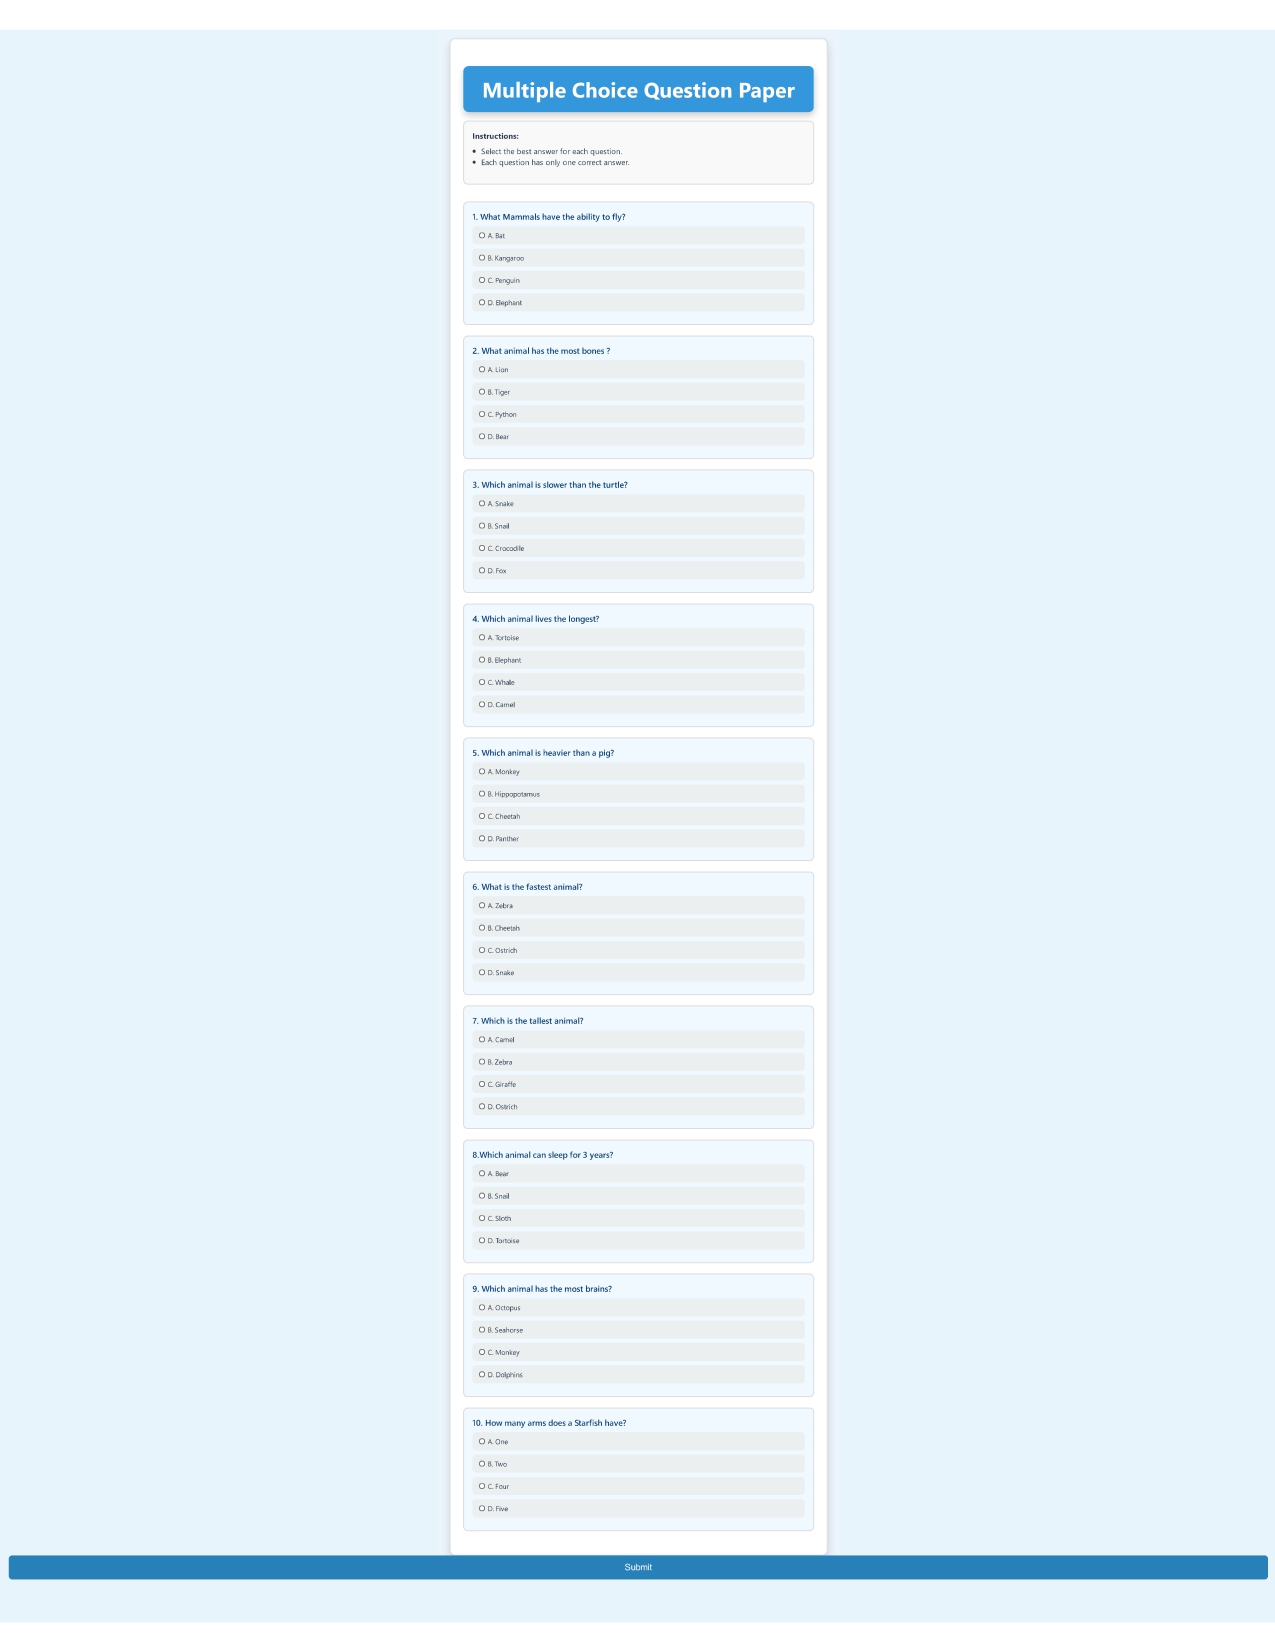 Multiple Choice Question Paper
Instructions:
• Select the best answer for each question.
• Each question has only one correct answer.
1. What Mammals have the ability to fly?
A. Bat
B. Kangaroo
C. Penguin
D. Elephant
2. What animal has the most bones ?
A. Lion
B. Tiger
C. Python
D. Bear
3. Which animal is slower than the turtle?
A. Snake
B. Snail
C. Crocodile
D. Fox
4. Which animal lives the longest?
A. Tortoise
B. Elephant
C. Whale
D. Camel
5. Which animal is heavier than a pig?
A. Monkey
B. Hippopotamus
C. Cheetah
D. Panther
6. What is the fastest animal?
A. Zebra
B. Cheetah
C. Ostrich
D. Snake
7. Which is the tallest animal?
A. Camel
B. Zebra
C. Giraffe
D. Ostrich
8.Which animal can sleep for 3 years?
A. Bear
B. Snail
C. Sloth
D. Tortoise
9. Which animal has the most brains?
A. Octopus
B. Seahorse
C. Monkey
D. Dolphins
10. How many arms does a Starfish have?
A. One
B. Two
C. Four
D. Five
Submit